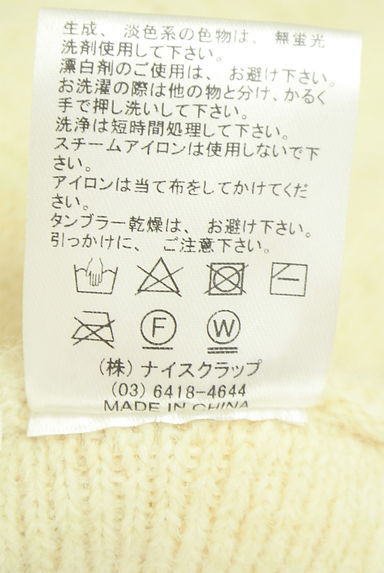 生成、 淡色系の色物は、 無蛍光
洗剤使用して下さい。
漂白剤のご使用は、 お避け下さい。
お洗濯の際は他の物と分け、かるく
手で押し洗いして下さい。
洗浄は短時間処理して下さい。
スチームアイロンは使用しないで下
さい。
アイロンは当て布をしてかけてくだ
さい。
タンブラー乾燥は、 お避け下さい。
引っかけに、 ご注意下さい。
F W
(株) ナイスクラップ
(03) 6418-4644
MADE IN CHINA